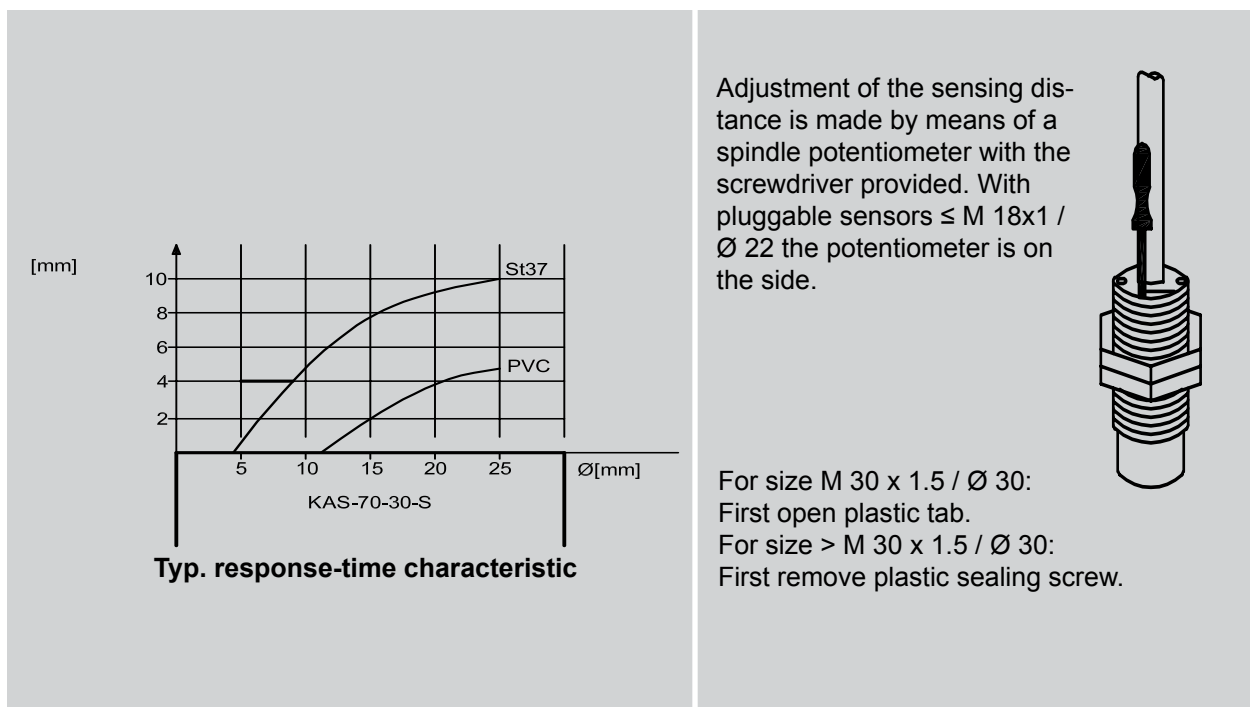 [mm]
10
8
6
4
2
St37
PVC
5 10 15 20 25 Ø[mm]
KAS-70-30-S
Typ. response-time characteristic
Adjustment of the sensing dis-
tance is made by means of a
spindle potentiometer with the
screwdriver provided. With
pluggable sensors ≤ M 18x1 /
Ø 22 the potentiometer is on
the side.
For size M 30 x 1.5 / Ø 30:
First open plastic tab.
For size > M 30 x 1.5 / Ø 30:
First remove plastic sealing screw.